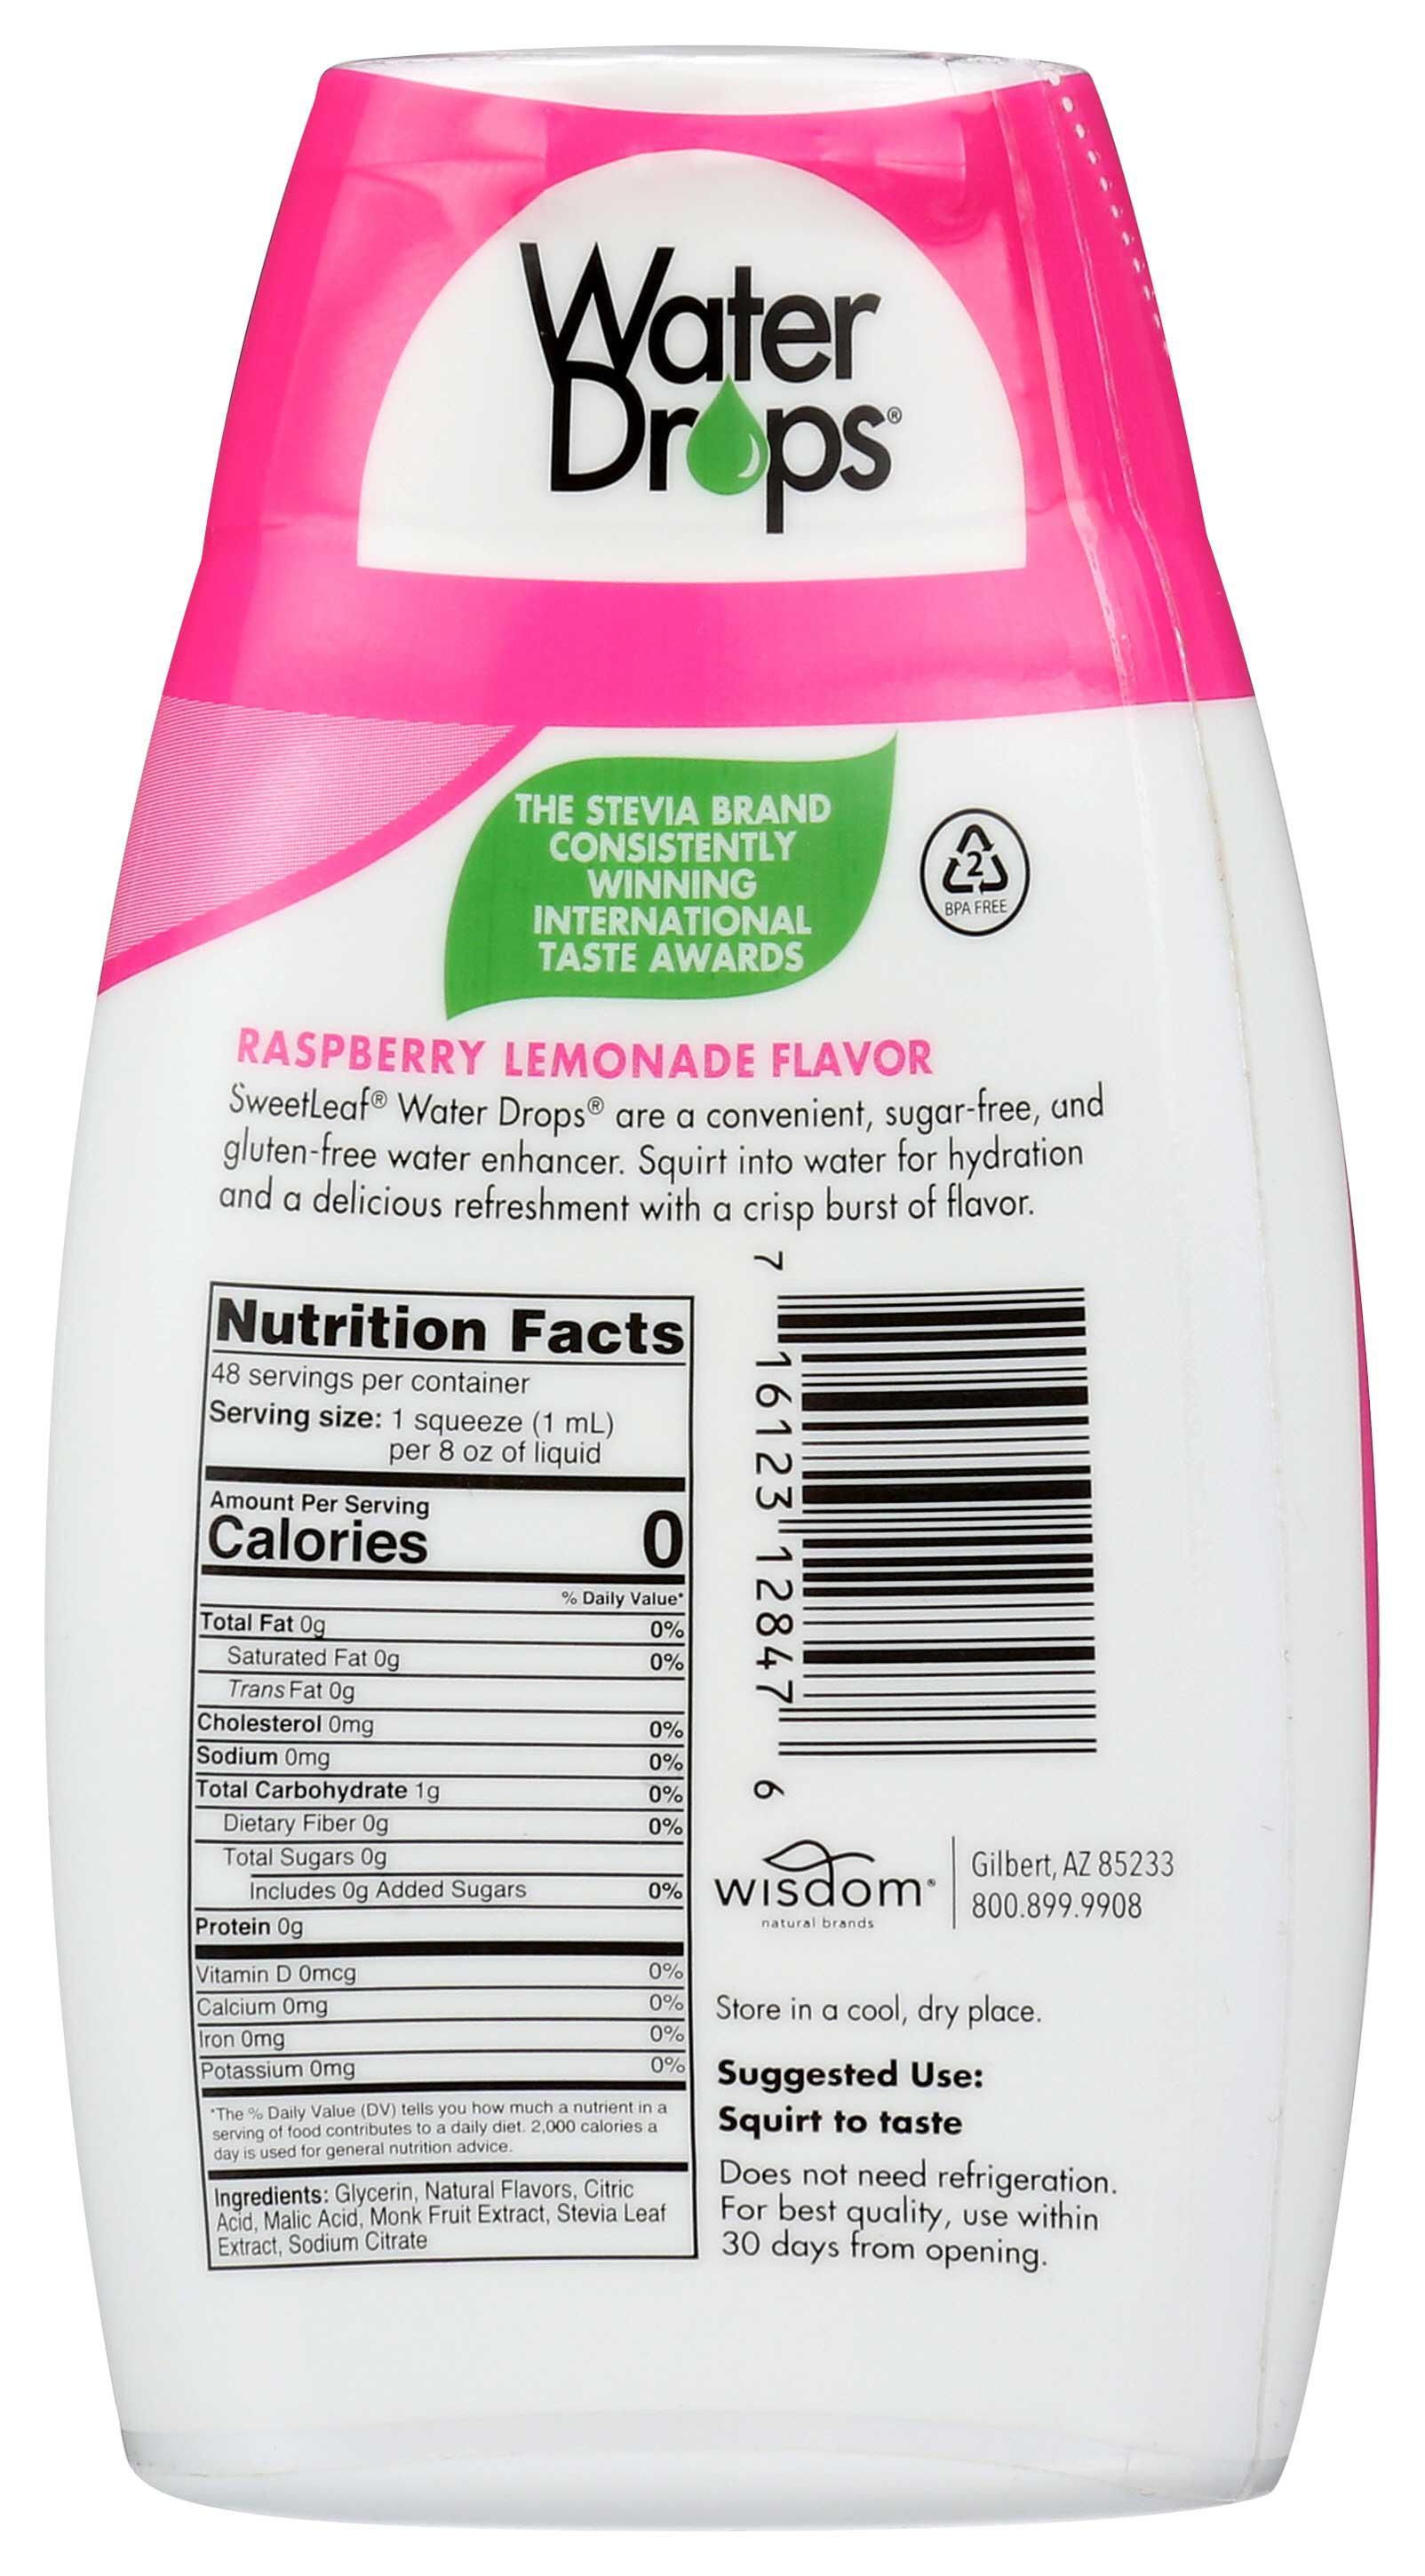 Water
Drops®
THE STEVIA BRAND
CONSISTENTLY
WINNING
INTERNATIONAL
TASTE AWARDS
2
BPA FREE
RASPBERRY LEMONADE FLAVOR
SweetLeaf® Water Drops® are a convenient, sugar-free, and
gluten-free water enhancer. Squirt into water for hydration
and a delicious refreshment with a crisp burst of flavor.
Nutrition Facts
48 servings per container
Serving size: 1 squeeze (1 mL)
per 8 oz of liquid
Amount Per Serving
Calories 0
% Daily Value*
Total Fat 0g 0%
Saturated Fat 0g 0%
Trans Fat 0g
Cholesterol 0mg 0%
Sodium 0mg 0%
Total Carbohydrate 1g 0%
Dietary Fiber 0g 0%
Total Sugars 0g
Includes 0g Added Sugars 0%
Protein 0g
Vitamin D 0mcg 0%
Calcium 0mg 0%
Iron 0mg 0%
Potassium 0mg 0%
*The % Daily Value (DV) tells you how much a nutrient in a
serving of food contributes to a daily diet. 2,000 calories a
day is used for general nutrition advice.
Ingredients: Glycerin, Natural Flavors, Citric
Acid, Malic Acid, Monk Fruit Extract, Stevia Leaf
Extract, Sodium Citrate
7 16123 12847 6
wisdom®
natural brands
Gilbert, AZ 85233
800.899.9908
Store in a cool, dry place.
Suggested Use:
Squirt to taste
Does not need refrigeration.
For best quality, use within
30 days from opening.